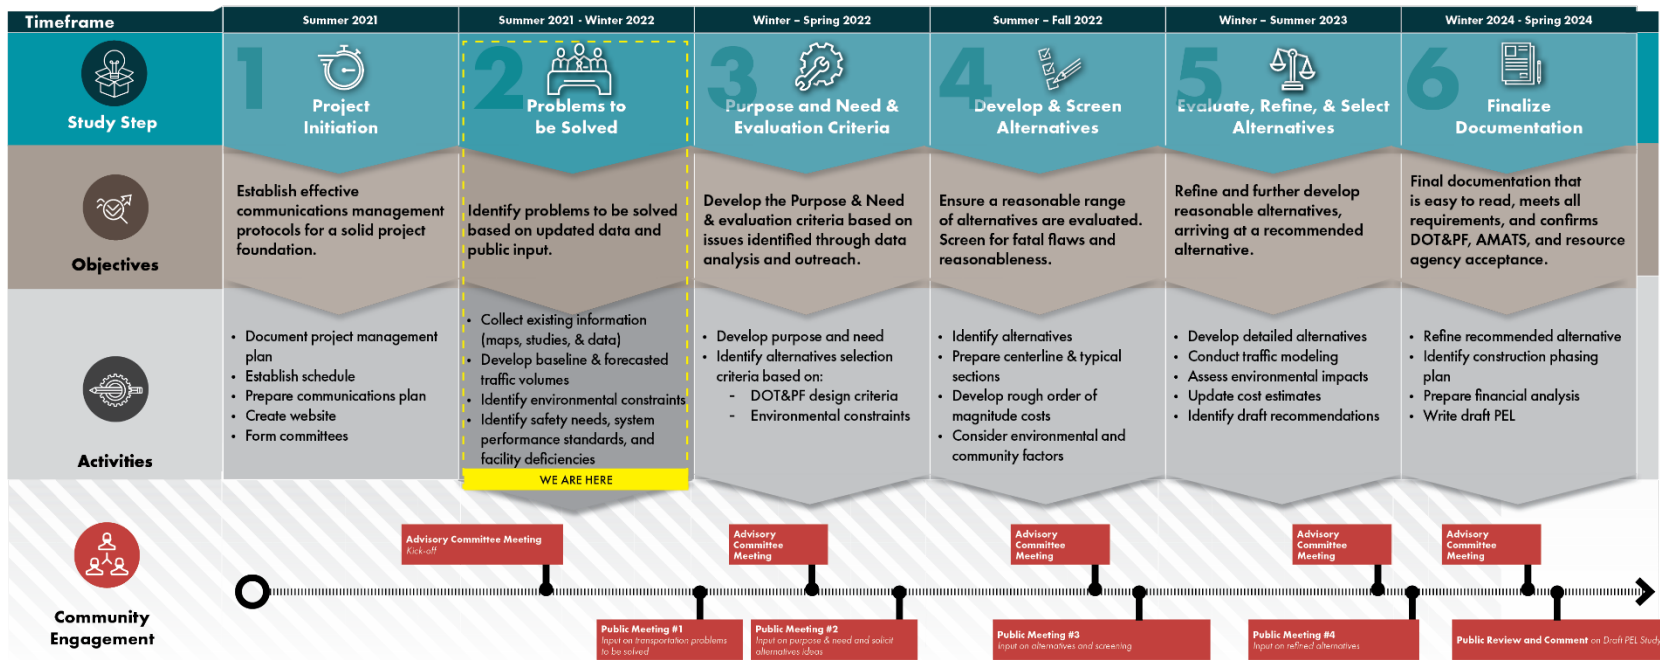 Timeframe
Summer 2021
Summer 2021 - Winter 2022
Winter – Spring 2022
Summer – Fall 2022
Winter – Summer 2023
Winter 2024 - Spring 2024
Study Step
1
Project
Initiation
2
Problems to
be Solved
3
Purpose and Need &
Evaluation Criteria
4
Develop & Screen
Alternatives
5
Evaluate, Refine, & Select
Alternatives
6
Finalize
Documentation
Objectives
Establish effective
communications management
protocols for a solid project
foundation.
Identify problems to be solved
based on updated data and
public input.
Develop the Purpose & Need
& evaluation criteria based on
issues identified through data
analysis and outreach.
Ensure a reasonable range
of alternatives are evaluated.
Screen for fatal flaws and
reasonableness.
Refine and further develop
reasonable alternatives,
arriving at a recommended
alternative.
Final documentation that
is easy to read, meets all
requirements, and confirms
DOT&PF, AMATS, and resource
agency acceptance.
Activities
• Document project management
plan
• Establish schedule
• Prepare communications plan
• Create website
• Form committees
• Collect existing information
(maps, studies, & data)
• Develop baseline & forecasted
traffic volumes
• Identify environmental constraints
• Identify safety needs, system
performance standards, and
facility deficiencies
WE ARE HERE
• Develop purpose and need
• Identify alternatives selection
criteria based on:
- DOT&PF design criteria
- Environmental constraints
• Identify alternatives
• Prepare centerline & typical
sections
• Develop rough order of
magnitude costs
• Consider environmental and
community factors
• Develop detailed alternatives
• Conduct traffic modeling
• Assess environmental impacts
• Update cost estimates
• Identify draft recommendations
• Refine recommended alternative
• Identify construction phasing
plan
• Prepare financial analysis
• Write draft PEL
Community
Engagement
Advisory Committee Meeting
Kick-off
Advisory
Committee
Meeting
Advisory
Committee
Meeting
Advisory
Committee
Meeting
Advisory
Committee
Meeting
Public Meeting #1
Input on transportation problems
to be solved
Public Meeting #2
Input on purpose & need and solicit
alternatives ideas
Public Meeting #3
Input on alternatives and screening
Public Meeting #4
Input on refined alternatives
Public Review and Comment on Draft PEL Study